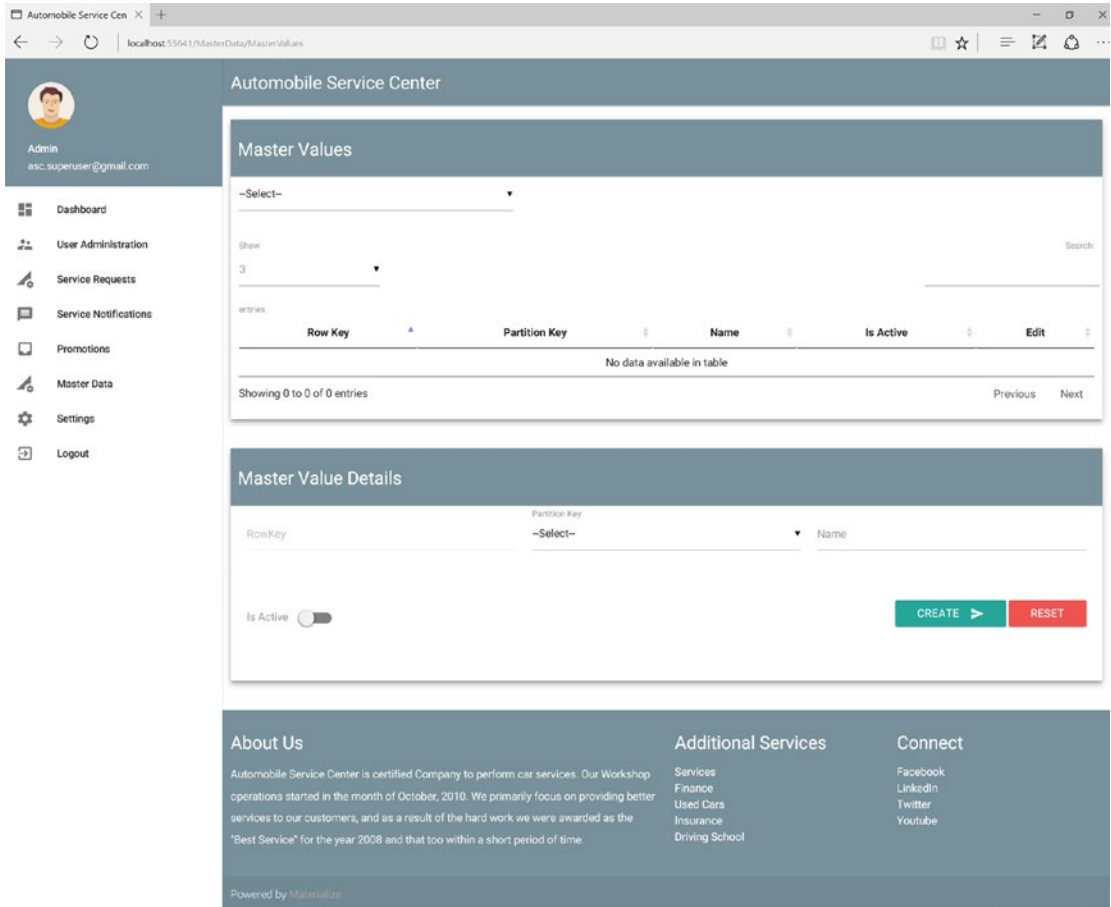 Automobile Service Cen
localhost:55641/MasterData/MasterValues
Admin
asc.superuser@gmail.com
Dashboard
User Administration
Service Requests
Service Notifications
Promotions
Master Data
Settings
Logout
Automobile Service Center
Master Values
--Select--
Show
3
entries
Search:
Row Key Partition Key Name Is Active Edit
No data available in table
Showing 0 to 0 of 0 entries
Previous Next
Master Value Details
RowKey
Partition Key
--Select--
Name
Is Active
CREATE RESET
About Us
Automobile Service Center is certified Company to perform car services. Our Workshop
operations started in the month of October, 2010. We primarily focus on providing better
services to our customers, and as a result of the hard work we were awarded as the
"Best Service" for the year 2008 and that too within a short period of time.
Additional Services
Services
Finance
Used Cars
Insurance
Driving School
Connect
Facebook
LinkedIn
Twitter
Youtube
Powered by Materialize